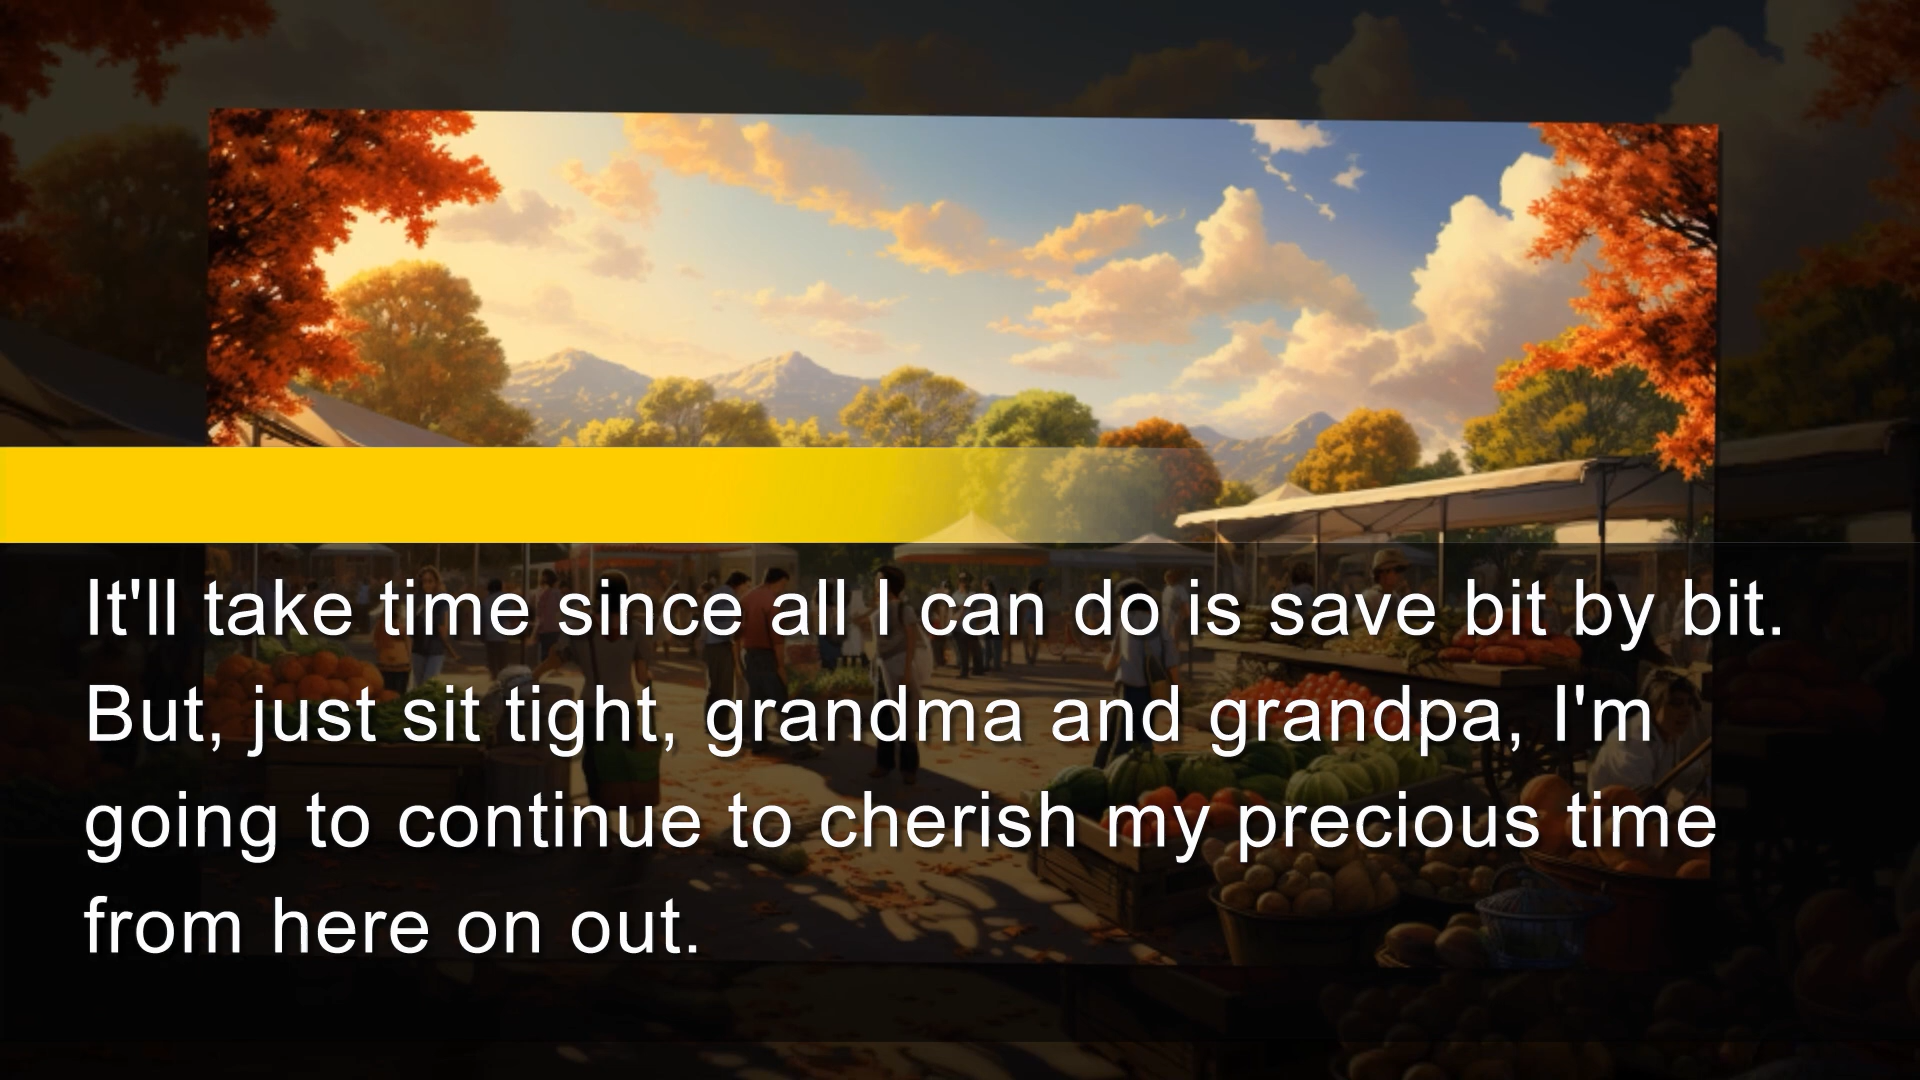 It'll take time since all I can do is save bit by bit.
But, just sit tight, grandma and grandpa, I'm
going to continue to cherish my precious time
from here on out.